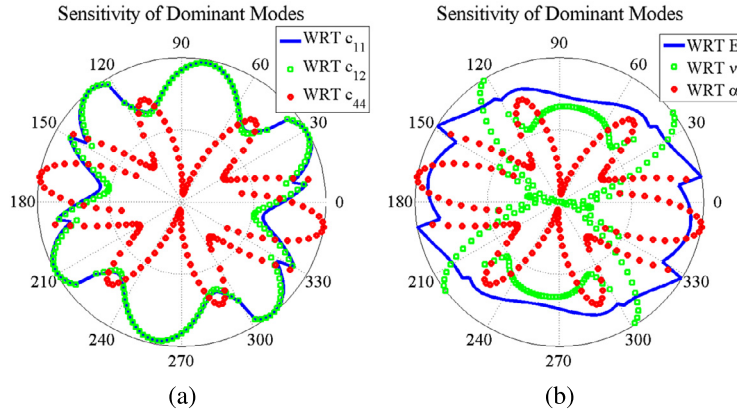 Sensitivity of Dominant Modes
90
120
60
150
30
180
0
210
330
240
300
270
WRT c11
WRT c12
WRT c44
(a)
Sensitivity of Dominant Modes
90
120
60
150
30
180
0
210
330
240
300
270
WRT E
WRT ν
WRT α
(b)